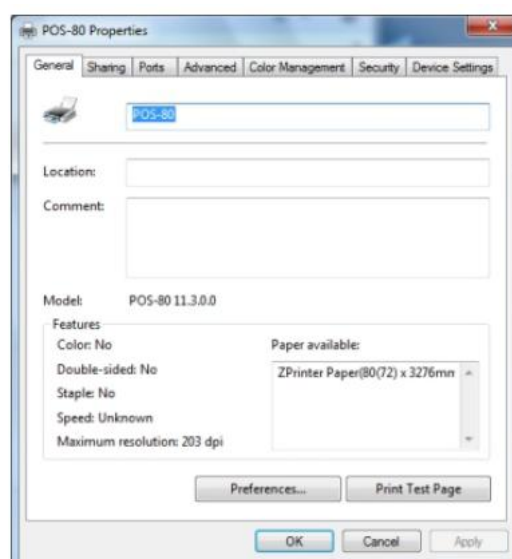 POS-80 Properties
General Sharing Ports Advanced Color Management Security Device Settings
POS-80
Location:
Comment:
Model: POS-80 11.3.0.0
Features
Color: No
Double-sided: No
Staple: No
Speed: Unknown
Maximum resolution: 203 dpi
Paper available:
ZPrinter Paper(80(72) x 3276mm
Preferences... Print Test Page
OK Cancel Apply